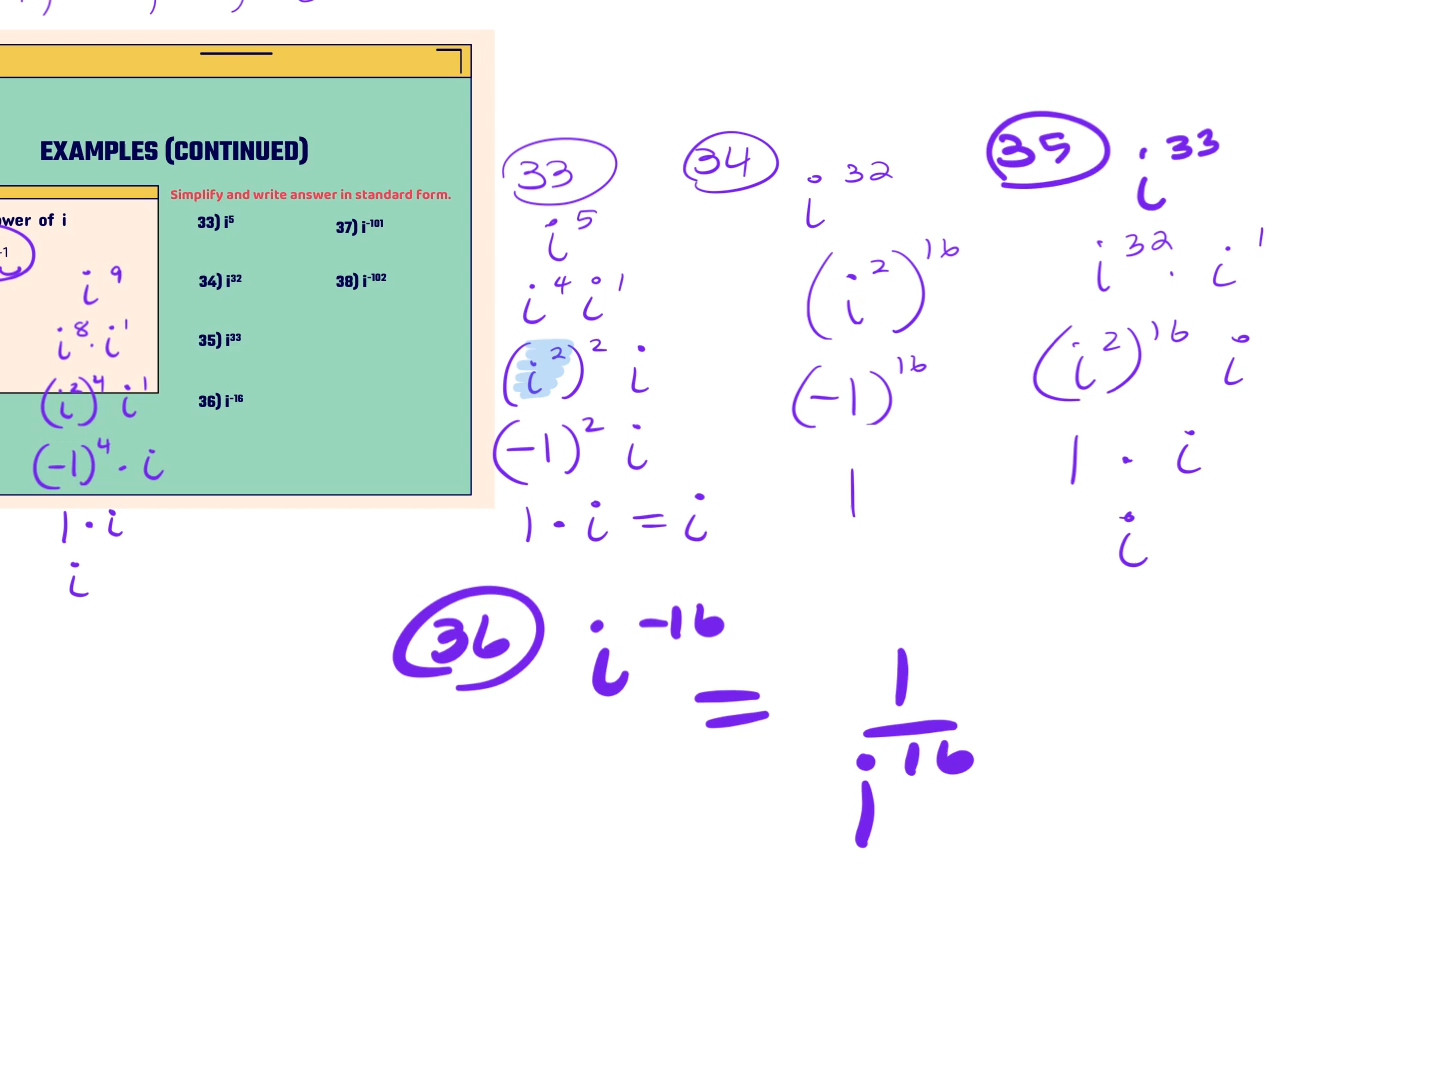 EXAMPLES (CONTINUED)
Simplify and write answer in standard form.
wer of i
-1
33) i⁵
34) i³²
35) i³³
36) i⁻¹⁶
37) i⁻¹⁰¹
38) i⁻¹⁰²
i⁹
i⁸ · i¹
(i²)⁴ i¹
(-1)⁴ · i
1 · i
i
33
i⁵
i⁴ i¹
(i²)² i
(-1)² i
1 · i = i
34 i³²
(i²)¹⁶
(-1)¹⁶
1
35 i³³
i³² · i¹
(i²)¹⁶ i
1 · i
i
36 i⁻¹⁶ = 1/i¹⁶